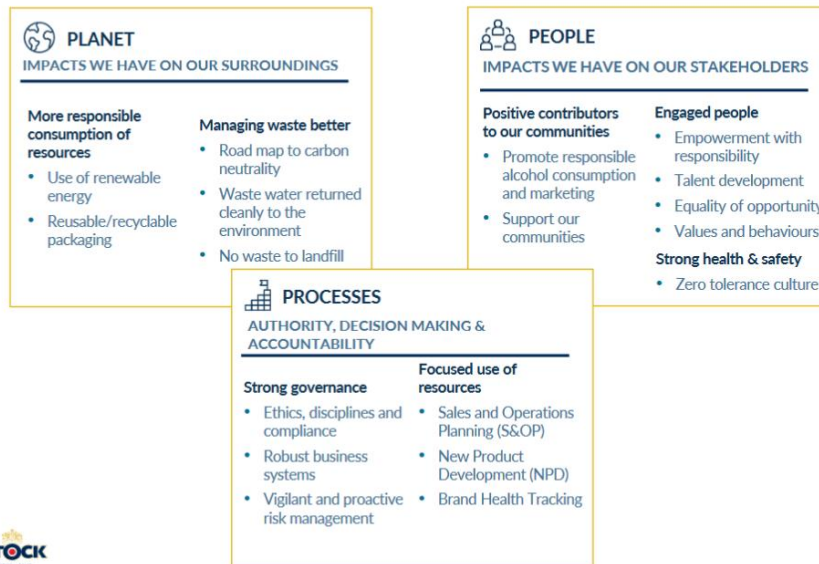 PLANET
IMPACTS WE HAVE ON OUR SURROUNDINGS
More responsible
consumption of
resources
• Use of renewable
energy
• Reusable/recyclable
packaging
Managing waste better
• Road map to carbon
neutrality
• Waste water returned
cleanly to the
environment
• No waste to landfill
PEOPLE
IMPACTS WE HAVE ON OUR STAKEHOLDERS
Positive contributors
to our communities
• Promote responsible
alcohol consumption
and marketing
• Support our
communities
Engaged people
• Empowerment with
responsibility
• Talent development
• Equality of opportunity
• Values and behaviours
Strong health & safety
• Zero tolerance culture
PROCESSES
AUTHORITY, DECISION MAKING &
ACCOUNTABILITY
Strong governance
• Ethics, disciplines and
compliance
• Robust business
systems
• Vigilant and proactive
risk management
Focused use of
resources
• Sales and Operations
Planning (S&OP)
• New Product
Development (NPD)
• Brand Health Tracking
TOCK